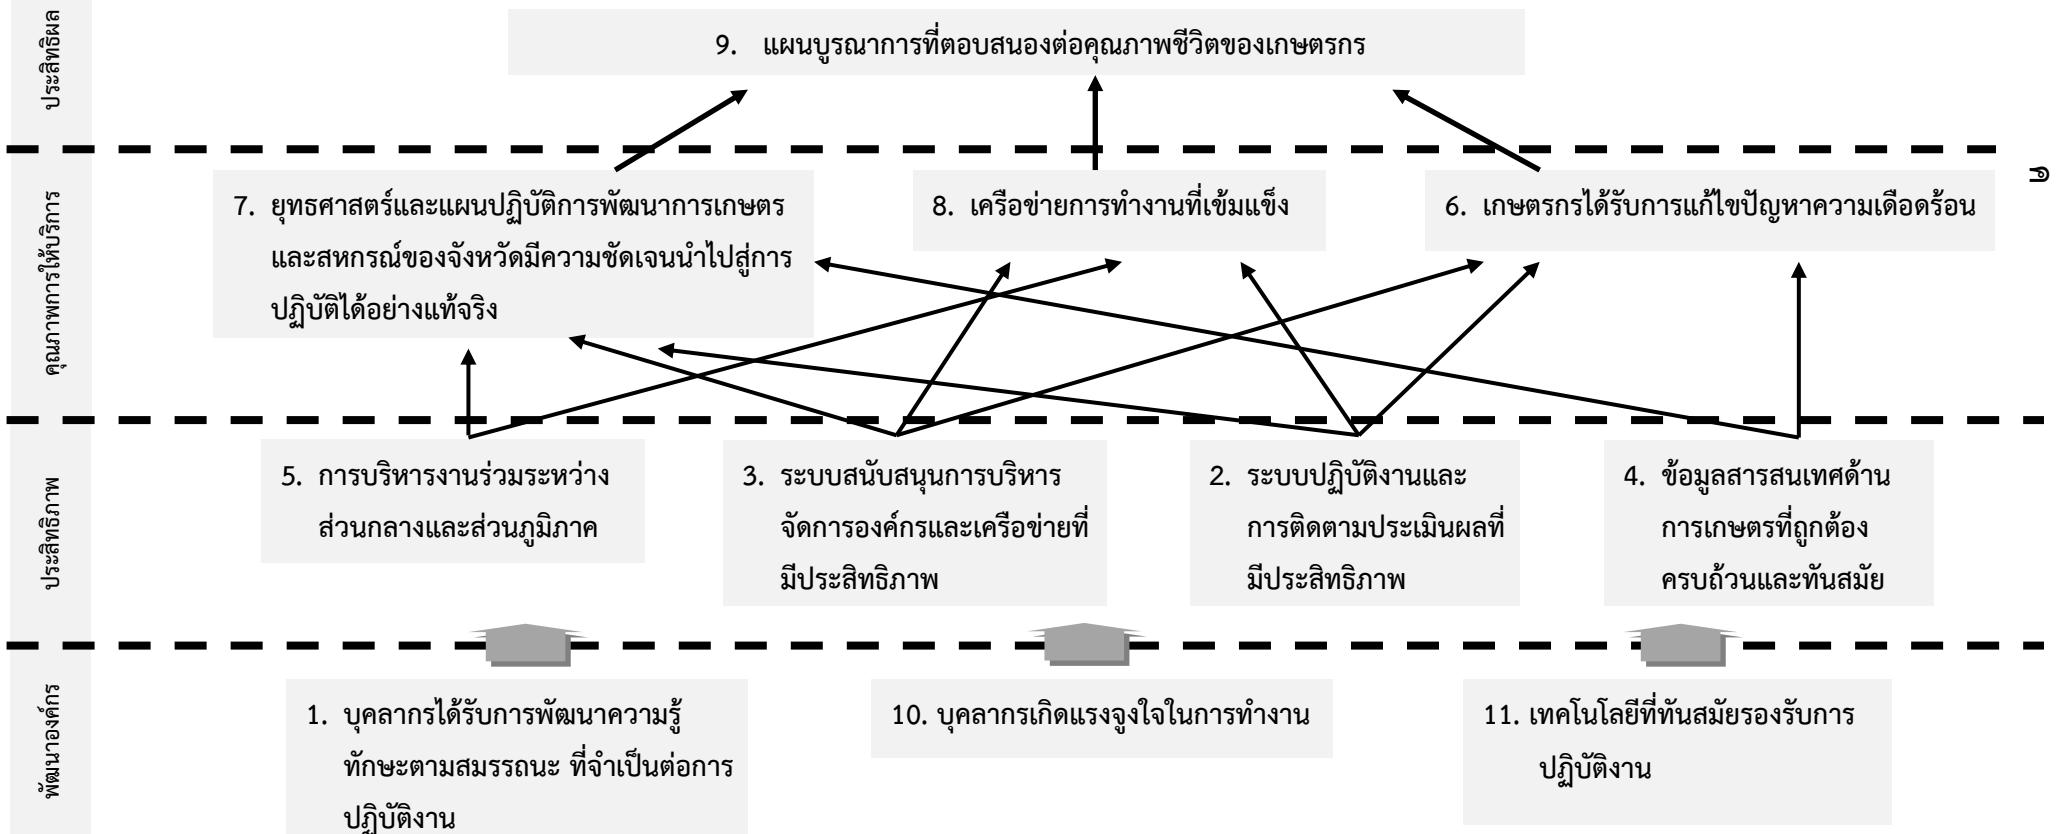 ประสิทธิผล
9. แผนบูรณาการที่ตอบสนองต่อคุณภาพชีวิตของเกษตรกร
๕
คุณภาพการให้บริการ
7. ยุทธศาสตร์และแผนปฏิบัติการพัฒนาการเกษตร
และสหกรณ์ของจังหวัดมีความชัดเจนนำไปสู่การ
ปฏิบัติได้อย่างแท้จริง
8. เครือข่ายการทำงานที่เข้มแข็ง
6. เกษตรกรได้รับการแก้ไขปัญหาความเดือดร้อน
ประสิทธิภาพ
5. การบริหารงานร่วมระหว่าง
ส่วนกลางและส่วนภูมิภาค
3. ระบบสนับสนุนการบริหาร
จัดการองค์กรและเครือข่ายที่
มีประสิทธิภาพ
2. ระบบปฏิบัติงานและ
การติดตามประเมินผลที่
มีประสิทธิภาพ
4. ข้อมูลสารสนเทศด้าน
การเกษตรที่ถูกต้อง
ครบถ้วนและทันสมัย
พัฒนาองค์กร
1. บุคลากรได้รับการพัฒนาความรู้
ทักษะตามสมรรถนะ ที่จำเป็นต่อการ
ปฏิบัติงาน
10. บุคลากรเกิดแรงจูงใจในการทำงาน
11. เทคโนโลยีที่ทันสมัยรองรับการ
ปฏิบัติงาน